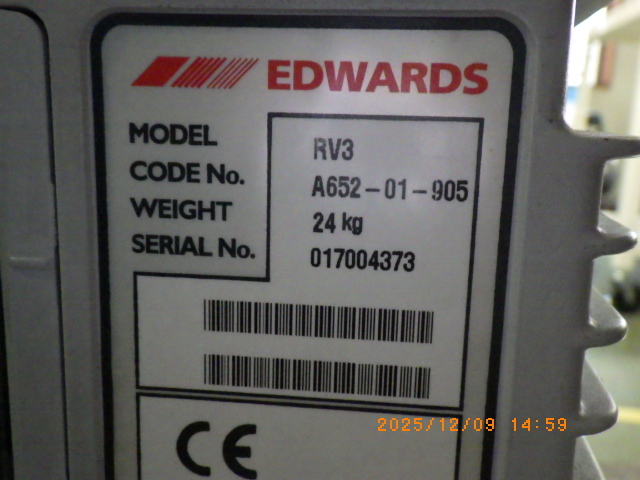 EDWARDS
MODEL RV3
CODE No. A652-01-905
WEIGHT 24 kg
SERIAL No. 017004373
CE
2025/12/09 14:59